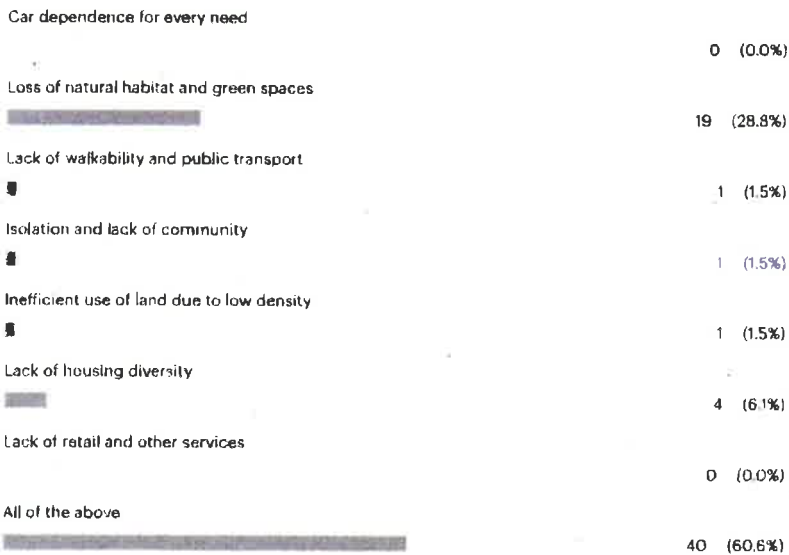 Car dependence for every need
0 (0.0%)
Loss of natural habitat and green spaces
19 (28.8%)
Lack of walkability and public transport
1 (1.5%)
Isolation and lack of community
1 (1.5%)
Inefficient use of land due to low density
1 (1.5%)
Lack of housing diversity
4 (6.1%)
Lack of retail and other services
0 (0.0%)
All of the above
40 (60.6%)